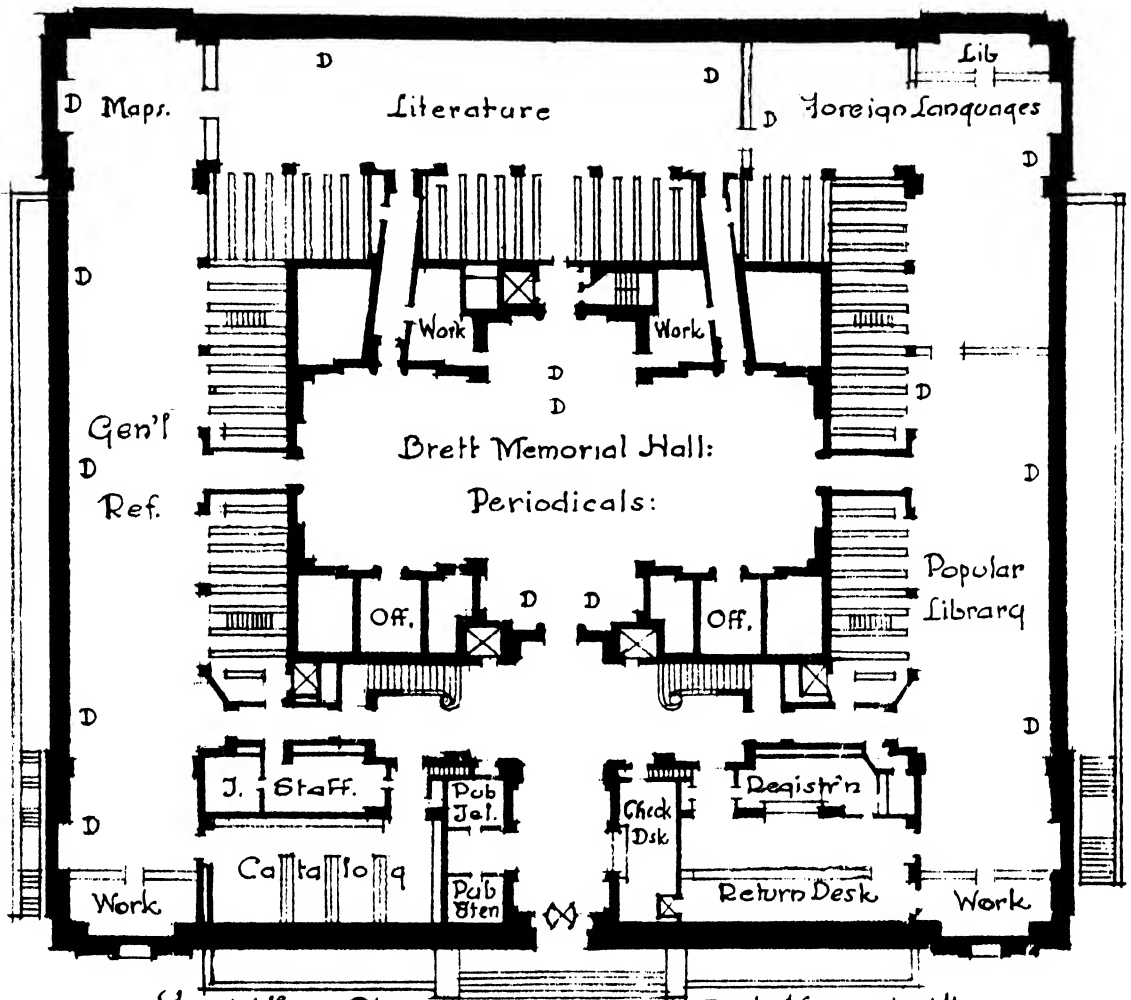 Lib
D
D
D Maps.
Literature
Foreign Languages
D
D
D
Work
Work
D
D
D
Gen'l
Brett Memorial Hall:
D
D
Ref.
Periodicals:
Popular
Library
D
D
Off.
Off.
D
D
J. Staff.
Pub
Tel.
Registr'n
Check
Dsk
D
Catalog
Pub
Sten
Return Desk
Work
Work